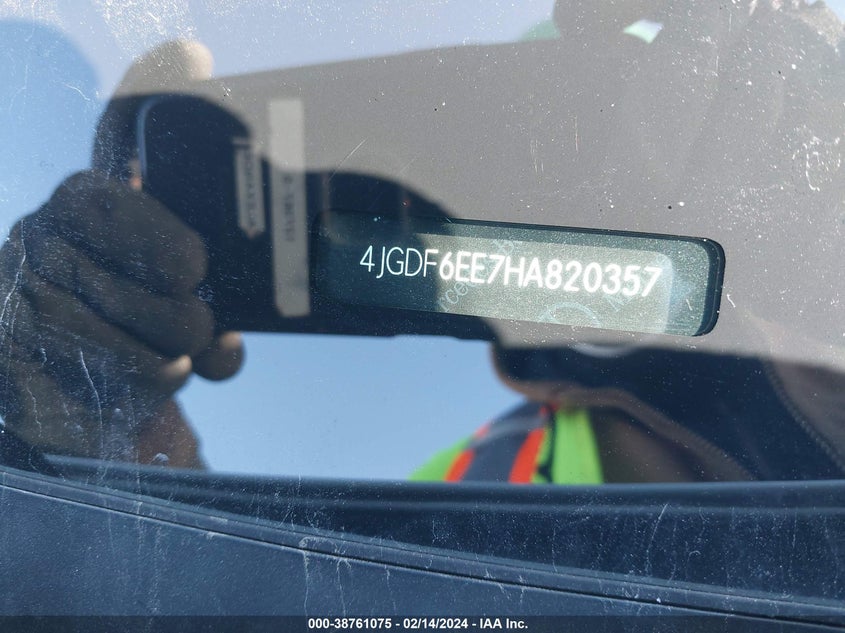 4JGDF6EE7HA820357
000-38761075 — 02/14/2024 — IAA Inc.